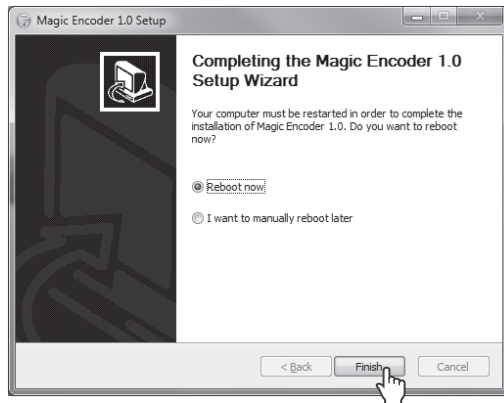 Magic Encoder 1.0 Setup
Completing the Magic Encoder 1.0
Setup Wizard
Your computer must be restarted in order to complete the
installation of Magic Encoder 1.0. Do you want to reboot
now?
Reboot now
I want to manually reboot later
< Back Finish Cancel